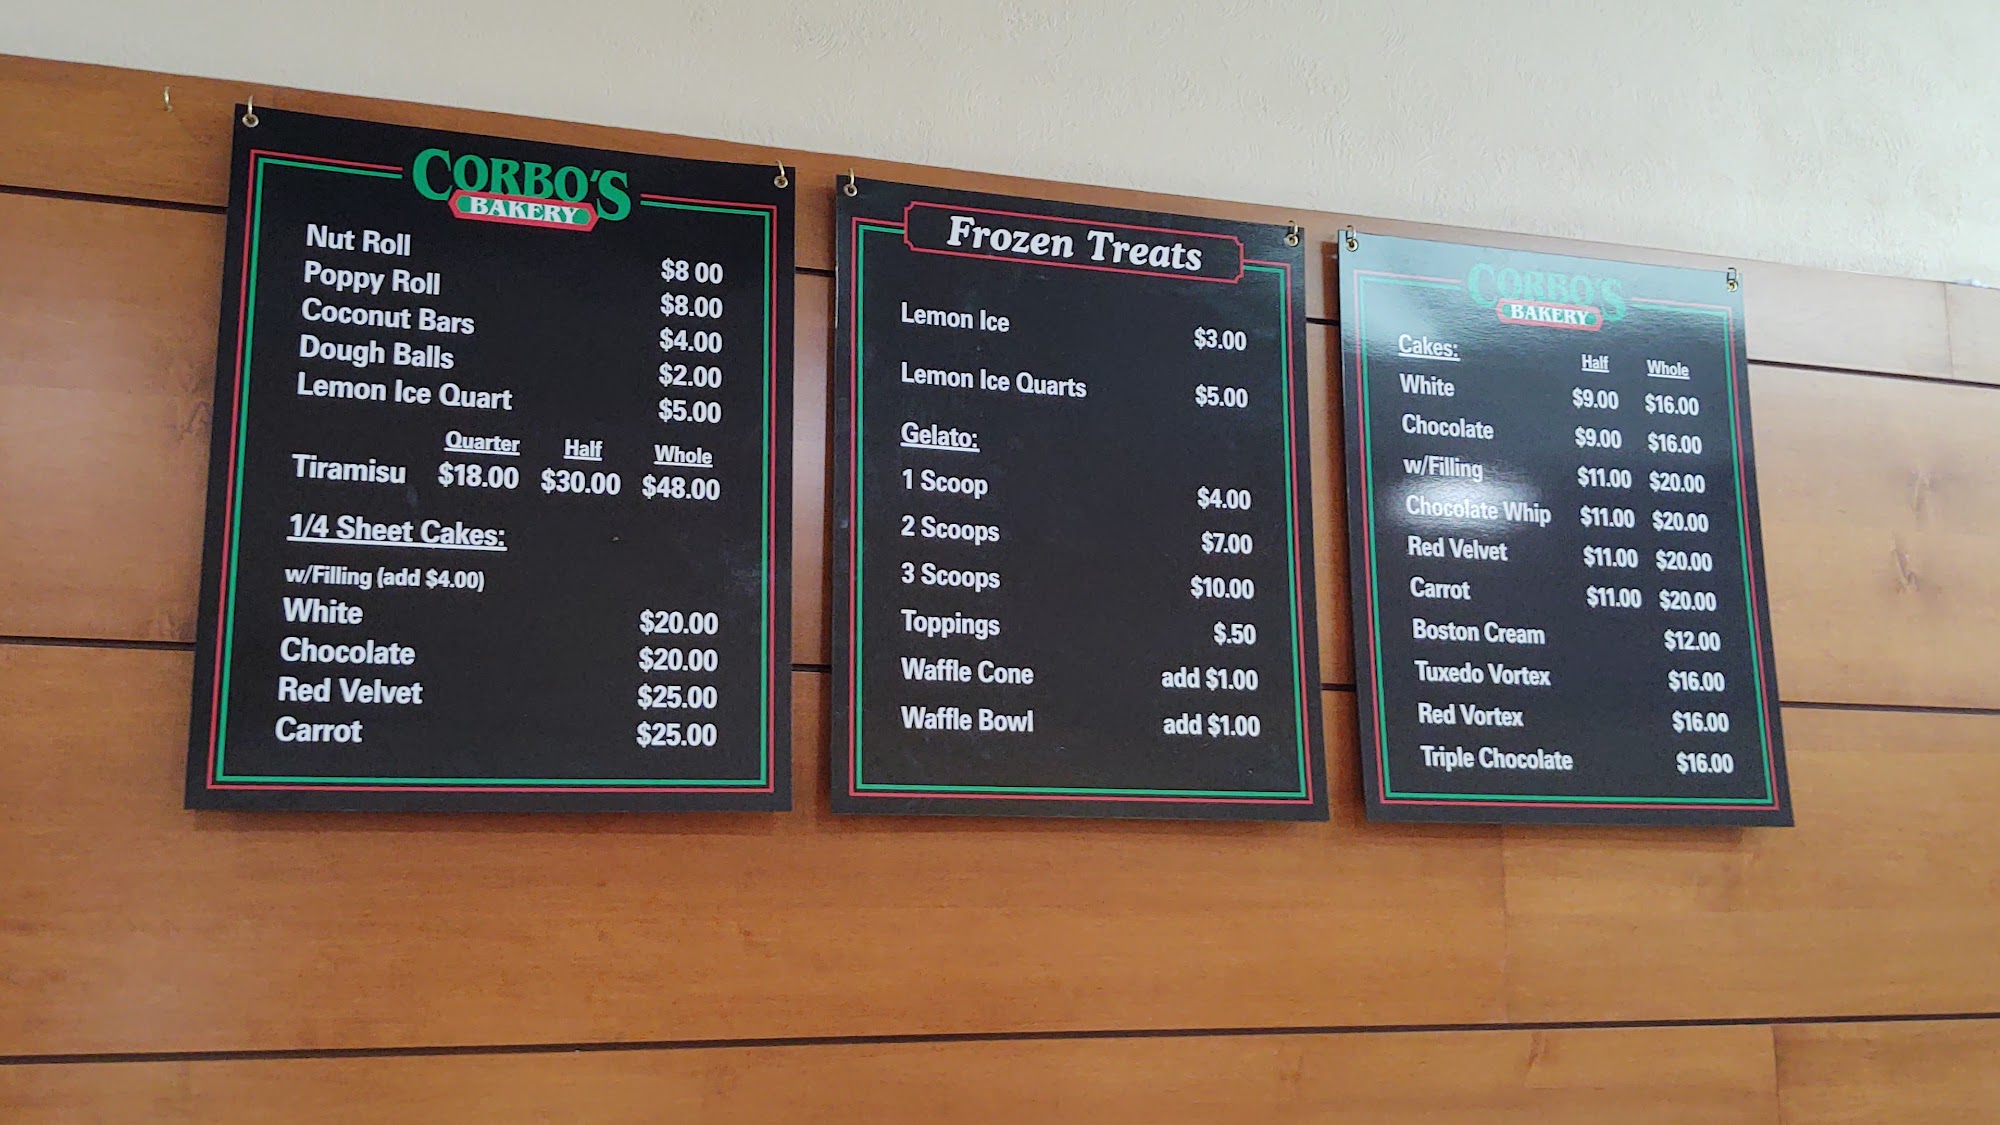 CORBO'S
BAKERY
Nut Roll $8 00
Poppy Roll $8.00
Coconut Bars $4.00
Dough Balls $2.00
Lemon Ice Quart $5.00
Quarter Half Whole
Tiramisu $18.00 $30.00 $48.00
1/4 Sheet Cakes:
w/Filling (add $4.00)
White $20.00
Chocolate $20.00
Red Velvet $25.00
Carrot $25.00
Frozen Treats
Lemon Ice $3.00
Lemon Ice Quarts $5.00
Gelato:
1 Scoop $4.00
2 Scoops $7.00
3 Scoops $10.00
Toppings $.50
Waffle Cone add $1.00
Waffle Bowl add $1.00
CORBO'S
BAKERY
Cakes: Half Whole
White $9.00 $16.00
Chocolate $9.00 $16.00
w/Filling $11.00 $20.00
Chocolate Whip $11.00 $20.00
Red Velvet $11.00 $20.00
Carrot $11.00 $20.00
Boston Cream $12.00
Tuxedo Vortex $16.00
Red Vortex $16.00
Triple Chocolate $16.00